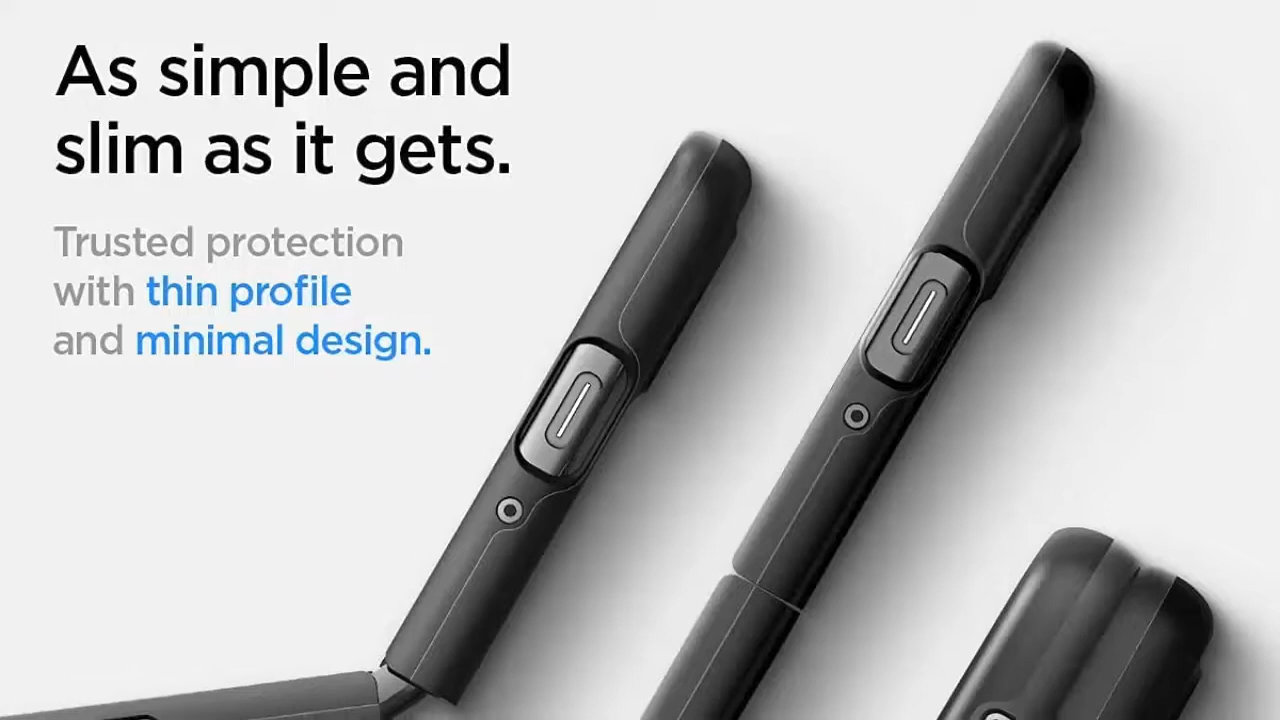 As simple and
slim as it gets.
Trusted protection
with thin profile
and minimal design.